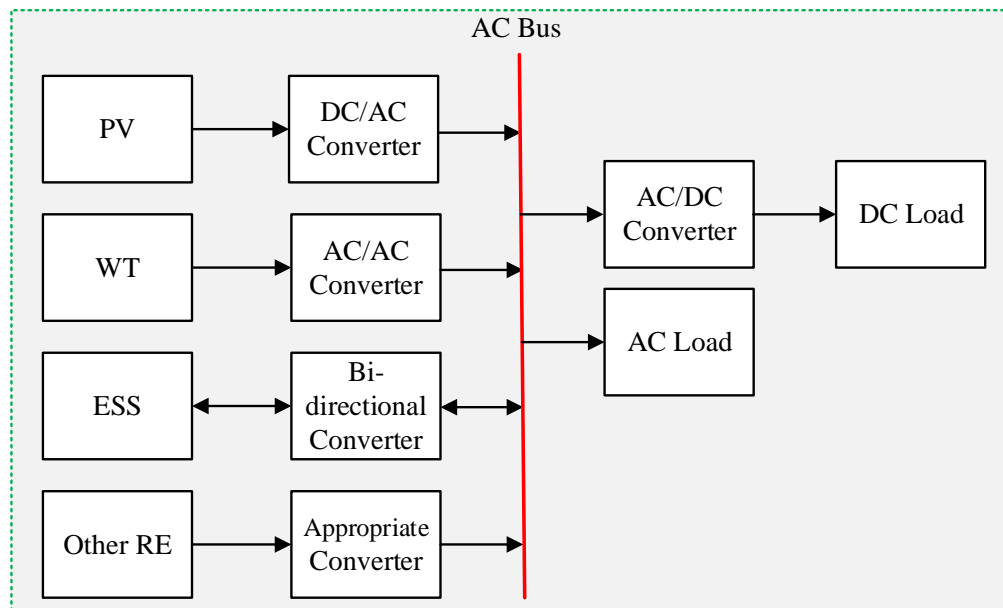 AC Bus
PV
DC/AC
Converter
WT
AC/AC
Converter
ESS
Bi-
directional
Converter
Other RE
Appropriate
Converter
AC/DC
Converter
DC Load
AC Load